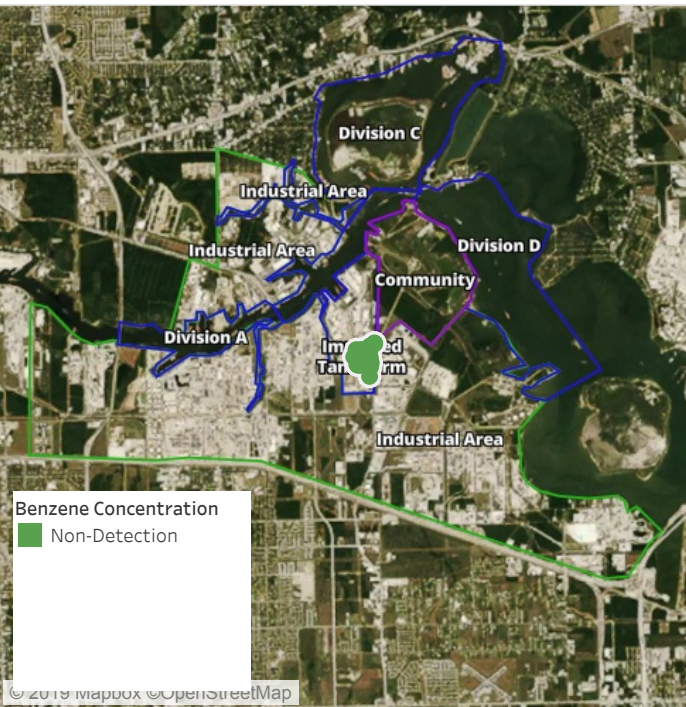 Division C
Industrial Area
Division D
Industrial Area
Community
Division A
Industrial Area
Benzene Concentration
Non-Detection
© 2019 Mapbox ©OpenStreetMap